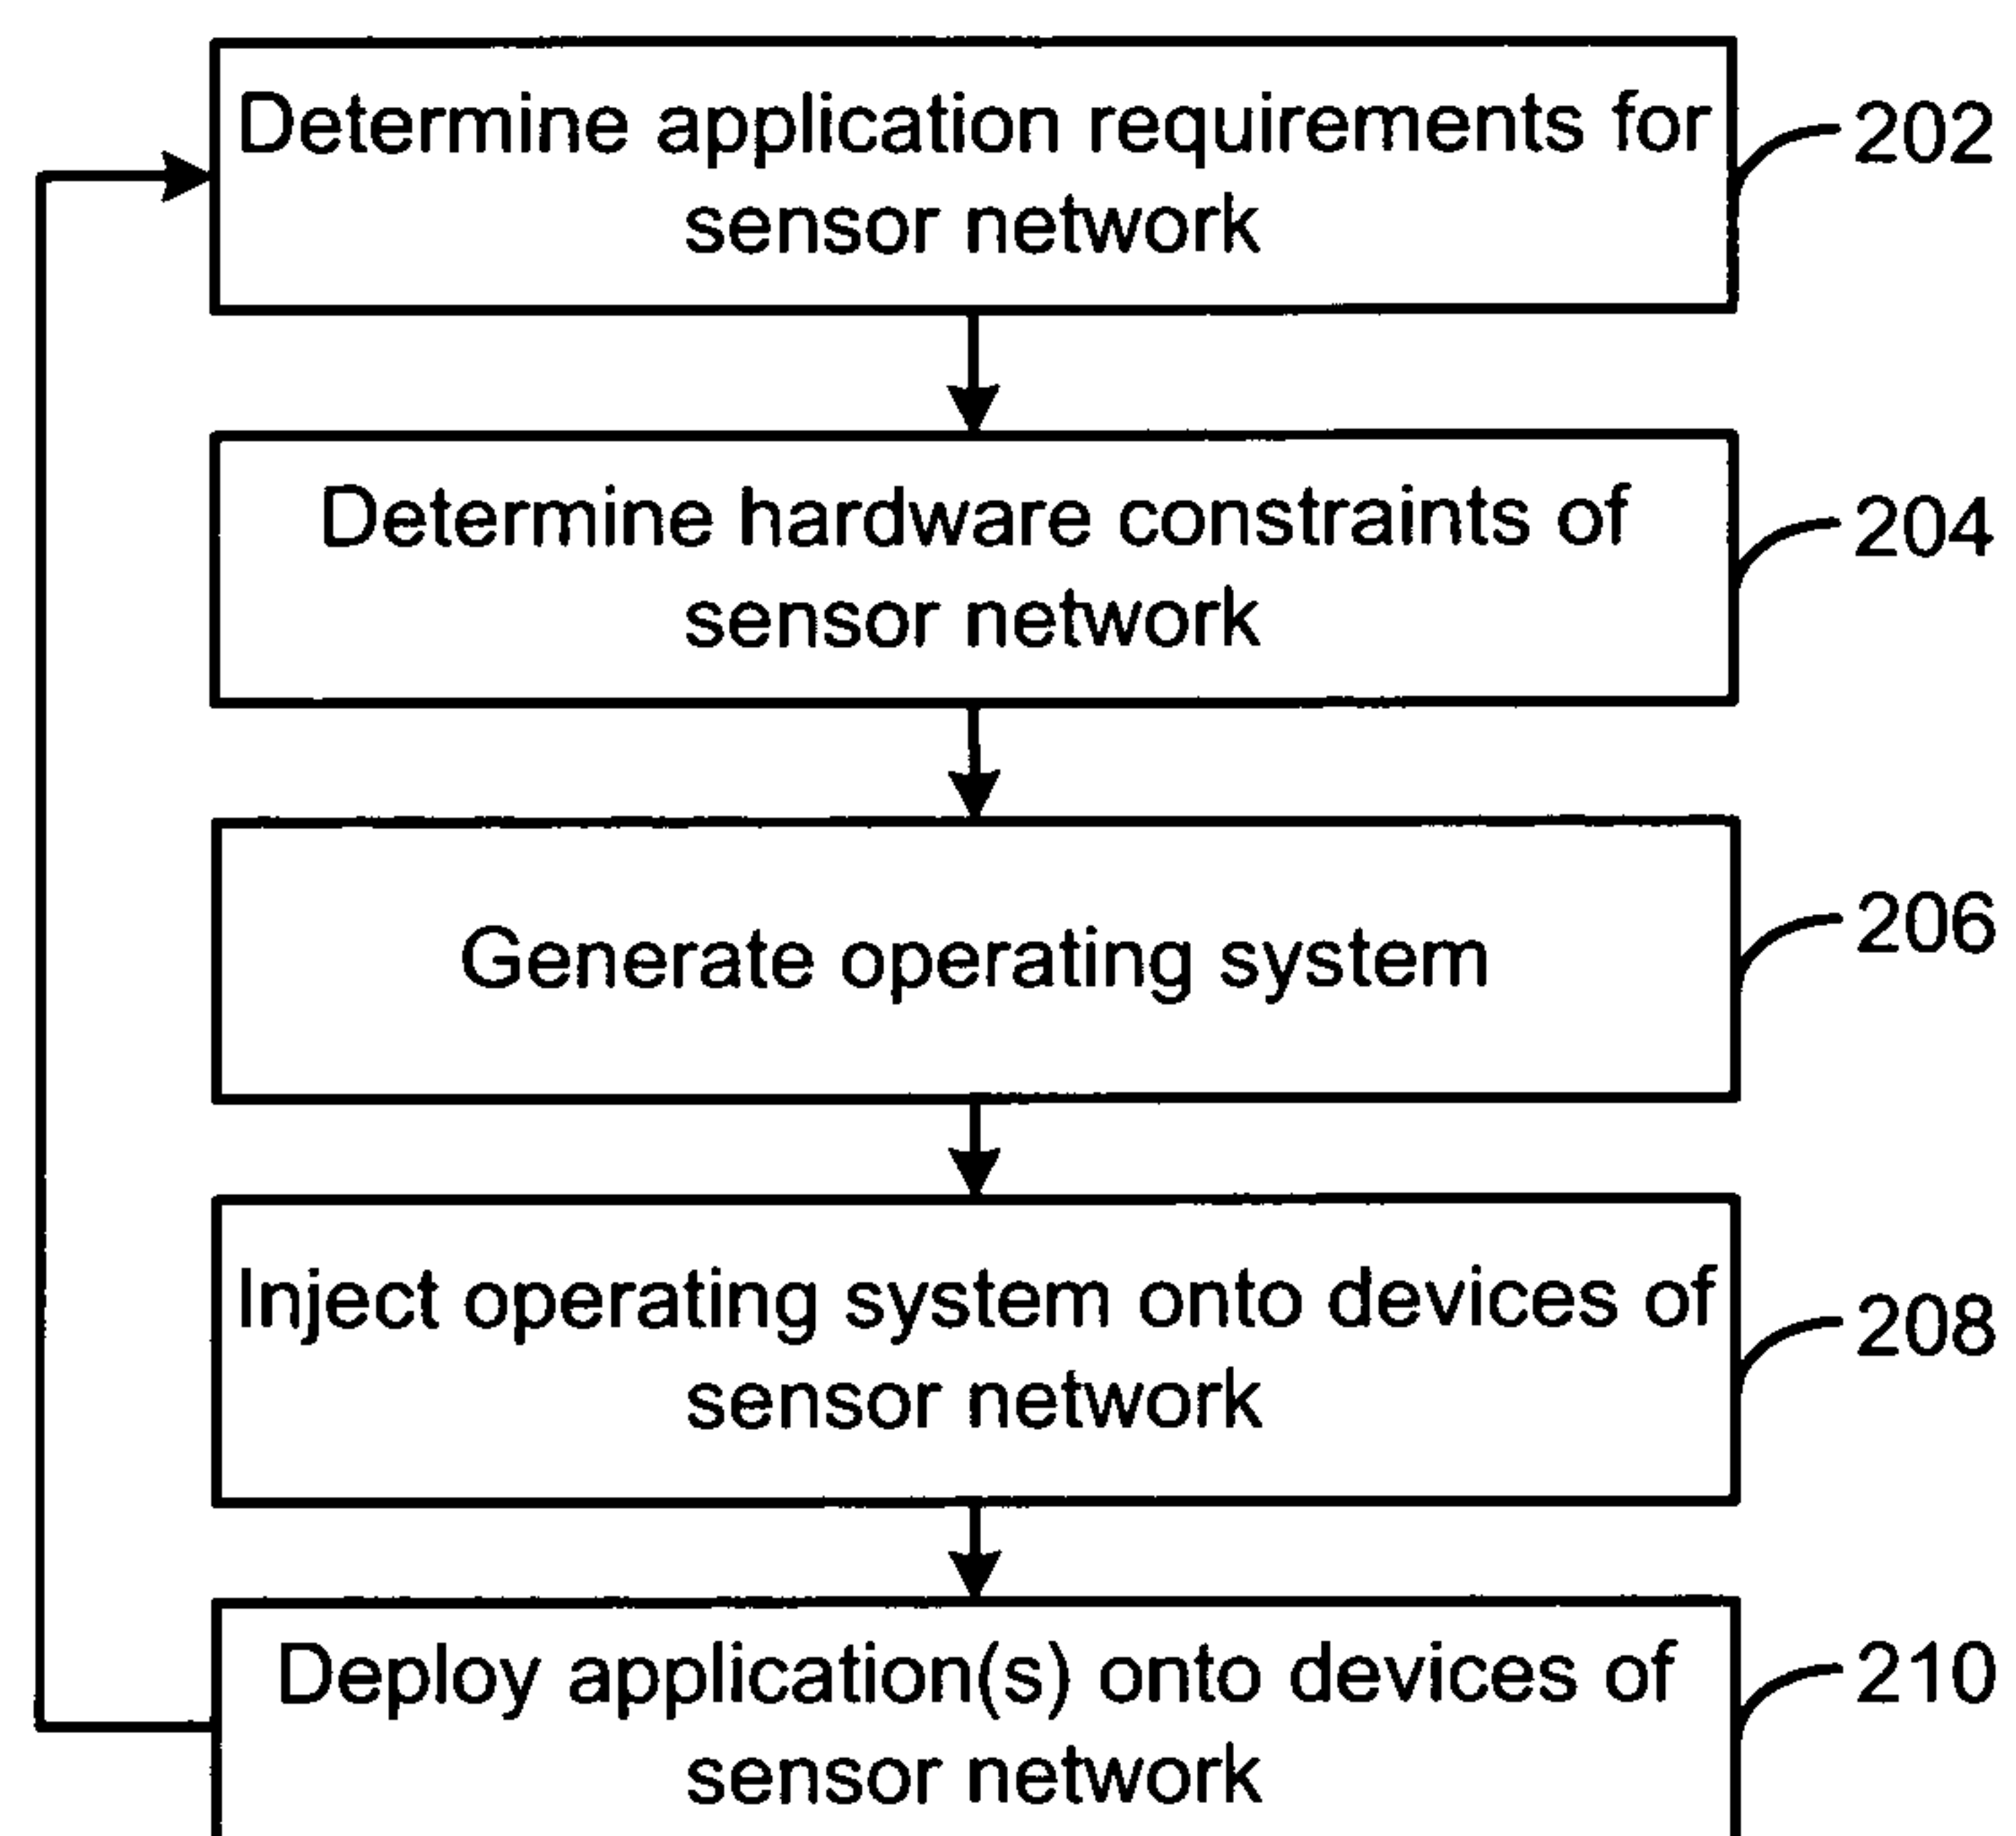 Determine application requirements for
sensor network
202
Determine hardware constraints of
sensor network
204
Generate operating system
206
Inject operating system onto devices of
sensor network
208
Deploy application(s) onto devices of
sensor network
210